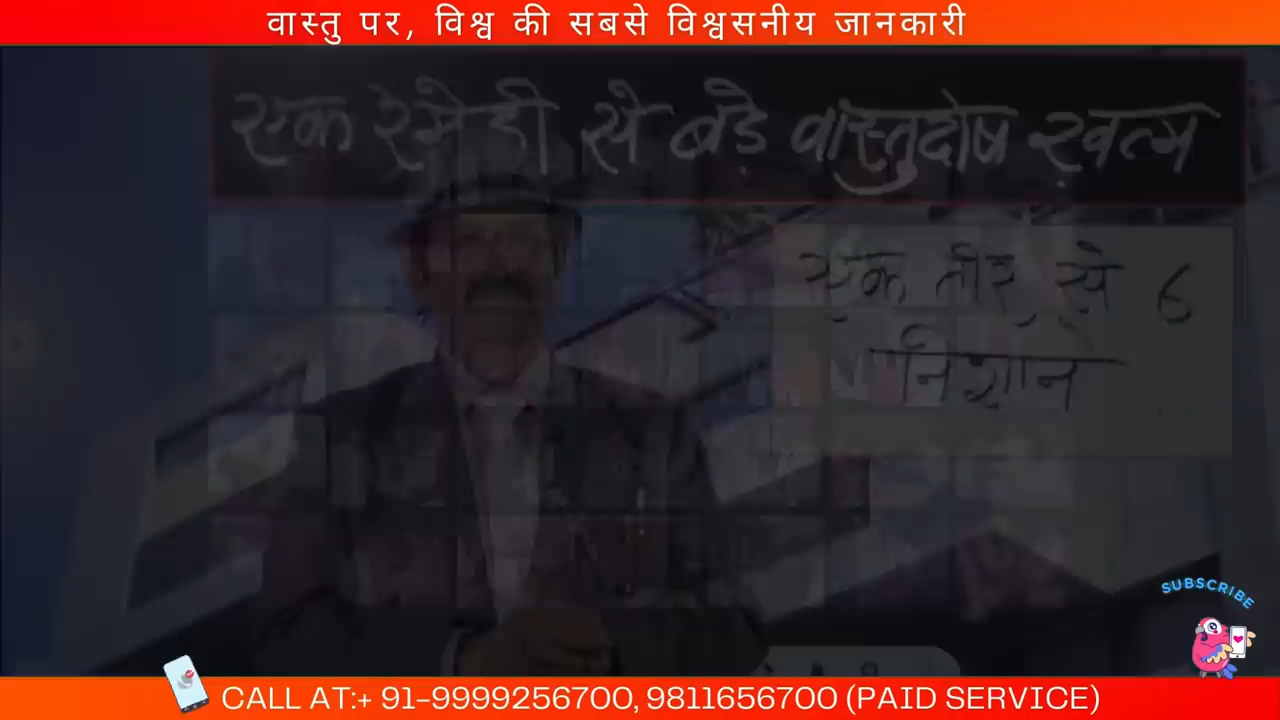 वास्तु पर, विश्व की सबसे विश्वसनीय जानकारी
एक रेमेडी से बड़े वास्तुदोष खत्म
एक तीर से 6
निशान
SUBSCRIBE
CALL AT:+ 91-9999256700, 9811656700 (PAID SERVICE)